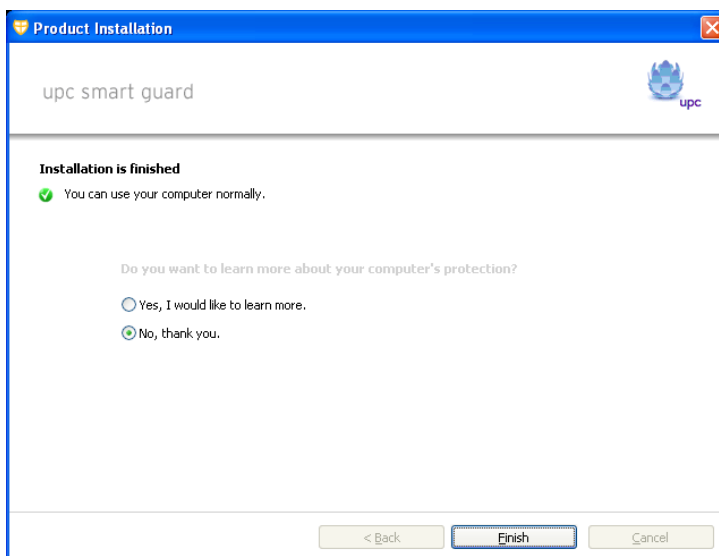 Product Installation
upc smart guard
upc
Installation is finished
You can use your computer normally.
Do you want to learn more about your computer's protection?
Yes, I would like to learn more.
No, thank you.
< Back
Finish
Cancel